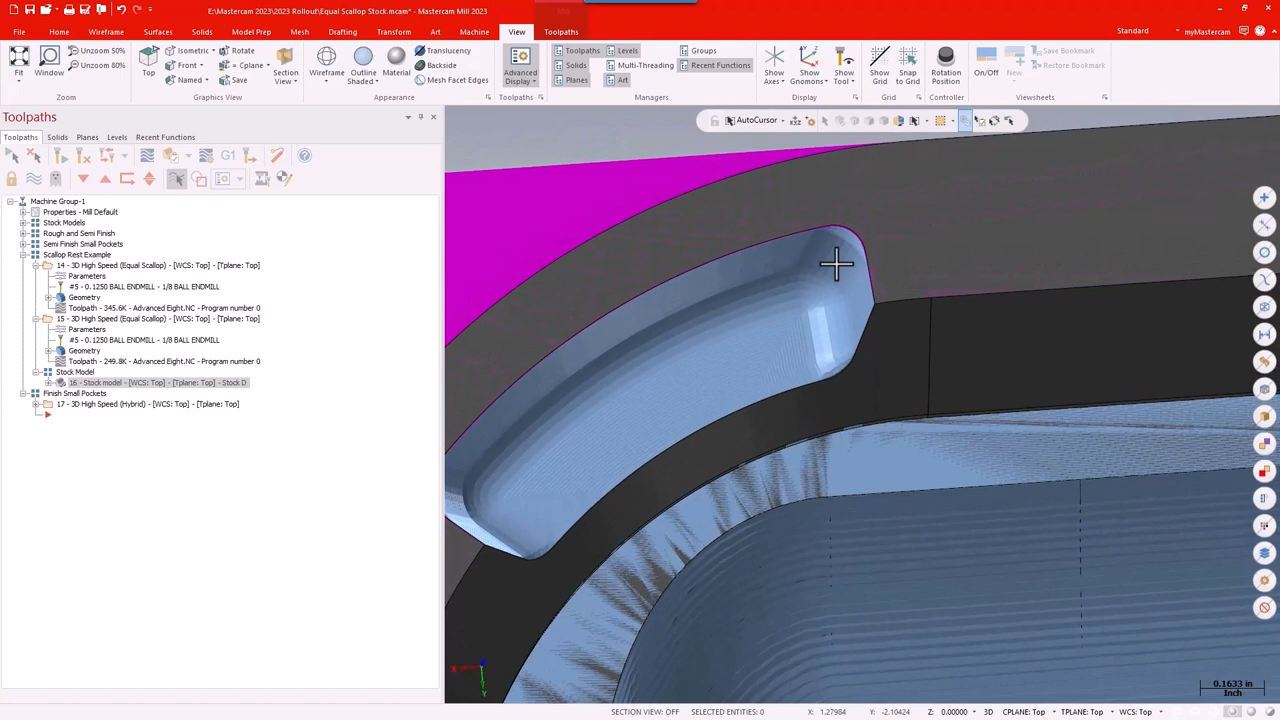 E:\Mastercam 2023\2023 Rollout\Equal Scallop Stock.mcam* - Mastercam Mill 2023
Mill
File Home Wireframe Surfaces Solids Model Prep Mesh Drafting Transform Art Machine View Toolpaths
Standard myMastercam
Fit
Window
Unzoom 50%
Unzoom 80%
Zoom
Top
Isometric
Front
Named
Rotate
= Cplane
Save
Section View
Graphics View
Wireframe
Outline Shaded
Material
Translucency
Backside
Mesh Facets Edges
Appearance
Advanced Display
Toolpaths
Toolpaths
Solids
Planes
Levels
Multi-Threading
Art
Groups
Recent Functions
Managers
Show Axes
Show Gnomons
Show Tool
Display
Show Grid
Snap to Grid
Grid
Rotation Position
Controller
On/Off
New
Save Bookmark
Restore Bookmark
Viewsheets
Toolpaths
Toolpaths Solids Planes Levels Recent Functions
G1
AutoCursor
Machine Group-1
Properties - Mill Default
Stock Models
Rough and Semi Finish
Semi Finish Small Pockets
Scallop Rest Example
14 - 3D High Speed (Equal Scallop) - [WCS: Top] - [Tplane: Top]
Parameters
#5 - 0.1250 BALL ENDMILL - 1/8 BALL ENDMILL
Geometry
Toolpath - 345.6K - Advanced Eight.NC - Program number 0
15 - 3D High Speed (Equal Scallop) - [WCS: Top] - [Tplane: Top]
Parameters
#5 - 0.1250 BALL ENDMILL - 1/8 BALL ENDMILL
Geometry
Toolpath - 249.8K - Advanced Eight.NC - Program number 0
Stock Model
16 - Stock model - [WCS: Top] - [Tplane: Top] - Stock D
Finish Small Pockets
17 - 3D High Speed (Hybrid) - [WCS: Top] - [Tplane: Top]
Y
0.1633 in
Inch
SECTION VIEW: OFF SELECTED ENTITIES: 0 X: 1.27984 Y: -2.10424 Z: 0.00000 3D CPLANE: Top TPLANE: Top WCS: Top